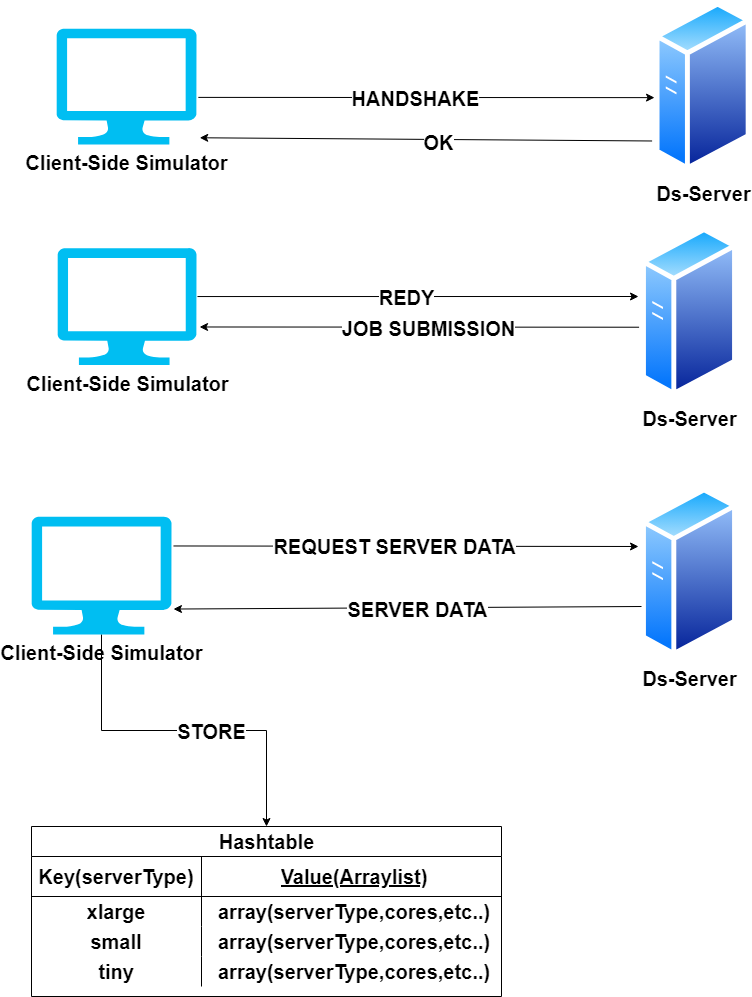 HANDSHAKE
OK
Client-Side Simulator
Ds-Server
REDY
JOB SUBMISSION
Client-Side Simulator
Ds-Server
REQUEST SERVER DATA
SERVER DATA
Client-Side Simulator
Ds-Server
STORE
Hashtable
Key(serverType) Value(Arraylist)
xlarge array(serverType,cores,etc..)
small array(serverType,cores,etc..)
tiny array(serverType,cores,etc..)